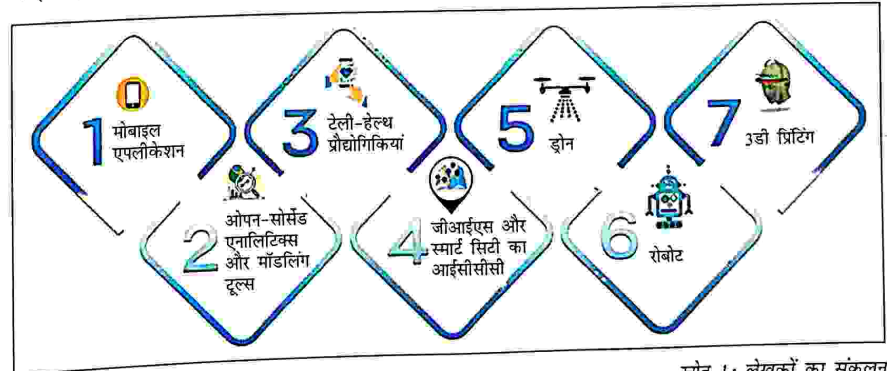 1 मोबाइल
एपलीकेशन
2 ओपन-सोर्सेड
एनालिटिक्स
और मॉडलिंग
टूल्स
3 टेली-हेल्थ
प्रौद्योगिकियां
4 जीआईएस और
स्मार्ट सिटी का
आईसीसीसी
5 ड्रोन
6 रोबोट
7 3डी प्रिंटिंग
लेखकों का संकलन